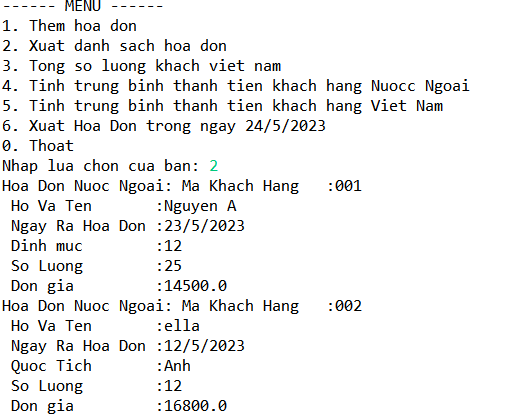 ------ MENU ------
1. Them hoa don
2. Xuat danh sach hoa don
3. Tong so luong khach viet nam
4. Tinh trung binh thanh tien khach hang Nuocc Ngoai
5. Tinh trung binh thanh tien khach hang Viet Nam
6. Xuat Hoa Don trong ngay 24/5/2023
0. Thoat
Nhap lua chon cua ban: 2
Hoa Don Nuoc Ngoai: Ma Khach Hang   :001
 Ho Va Ten        :Nguyen A
 Ngay Ra Hoa Don :23/5/2023
 Dinh muc         :12
 So Luong         :25
 Don gia          :14500.0
Hoa Don Nuoc Ngoai: Ma Khach Hang   :002
 Ho Va Ten        :ella
 Ngay Ra Hoa Don :12/5/2023
 Quoc Tich        :Anh
 So Luong         :12
 Don gia          :16800.0